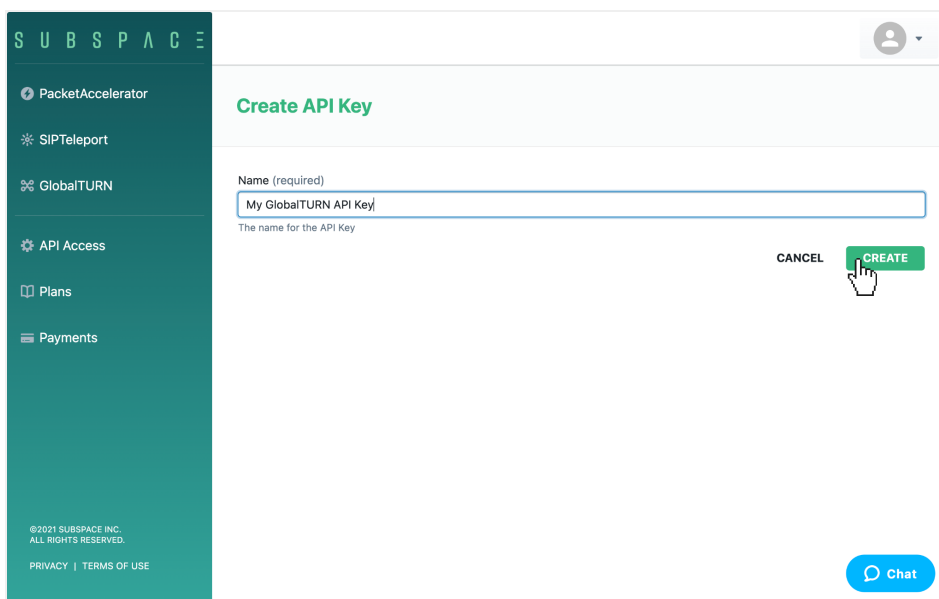 SUBSPACE
PacketAccelerator
SIPTeleport
GlobalTURN
API Access
Plans
Payments
©2021 SUBSPACE INC.
ALL RIGHTS RESERVED.
PRIVACY | TERMS OF USE
Create API Key
Name (required)
My GlobalTURN API Key
The name for the API Key
CANCEL CREATE
Chat